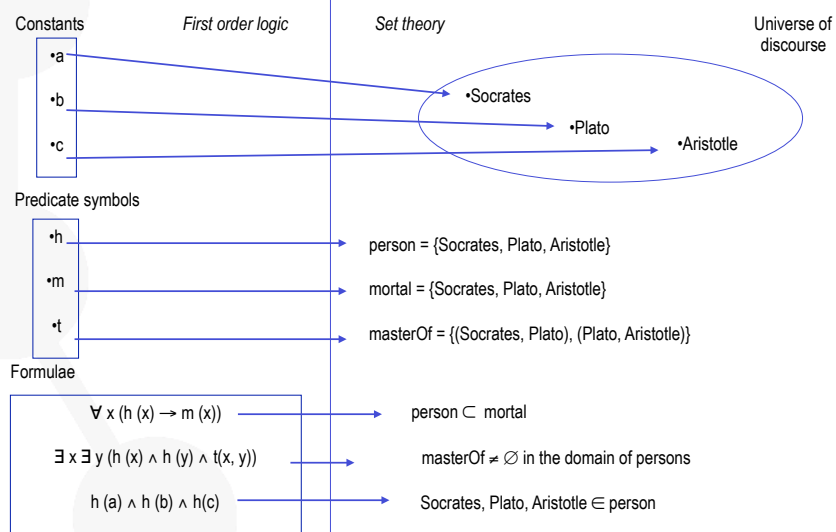 Constants First order logic Set theory Universe of
discourse
•a
•b
•c
•Socrates
•Plato
•Aristotle
Predicate symbols
•h
person = {Socrates, Plato, Aristotle}
•m
mortal = {Socrates, Plato, Aristotle}
•t
masterOf = {(Socrates, Plato), (Plato, Aristotle)}
Formulae
∀ x (h (x) → m (x))
person ⊂ mortal
∃ x ∃ y (h (x) ∧ h (y) ∧ t(x, y))
masterOf ≠ ∅ in the domain of persons
h (a) ∧ h (b) ∧ h(c)
Socrates, Plato, Aristotle ∈ person